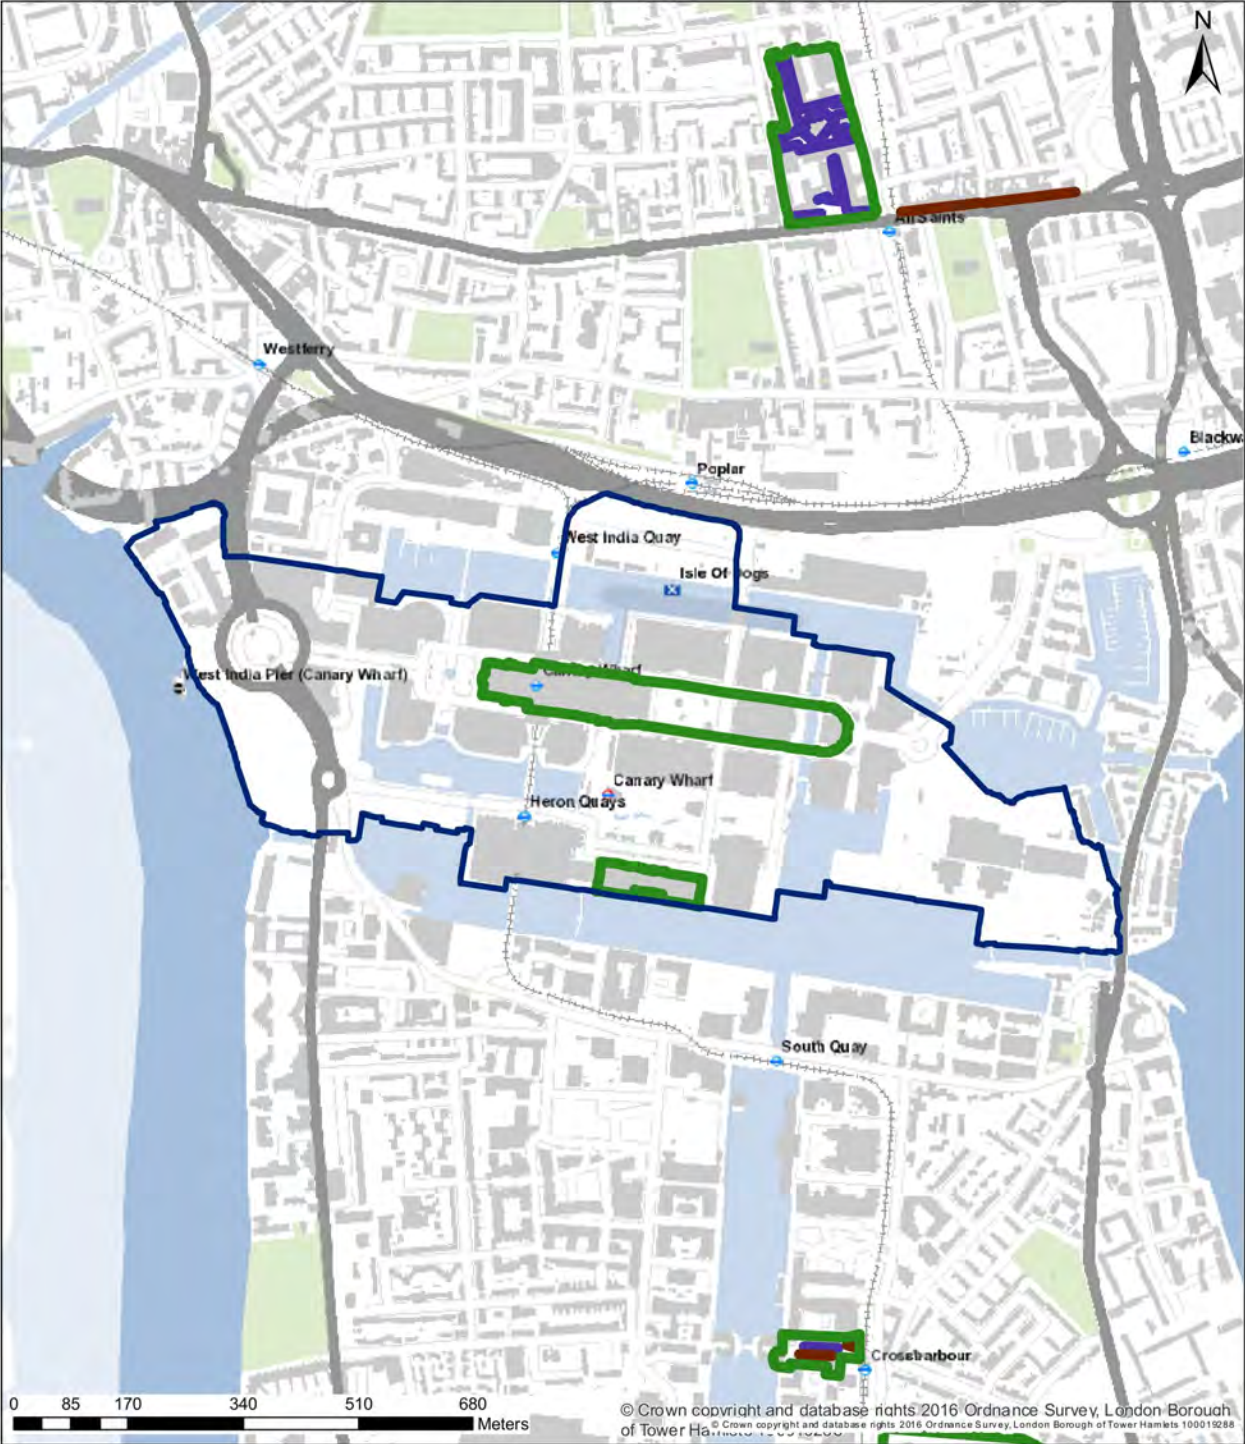 N
All Saints
Westferry
Blackw
Poplar
West India Quay
Isle Of Dogs
Canary Wharf
West India Pier (Canary Wharf)
Canary Wharf
Heron Quays
South Quay
Crossharbour
0 85 170 340 510 680
Meters
© Crown copyright and database rights 2016 Ordnance Survey, London Borough
© Crown copyright and database rights 2016 Ordnance Survey, London Borough of Tower Hamlets 100019288
of Tower Hamlets 100019288